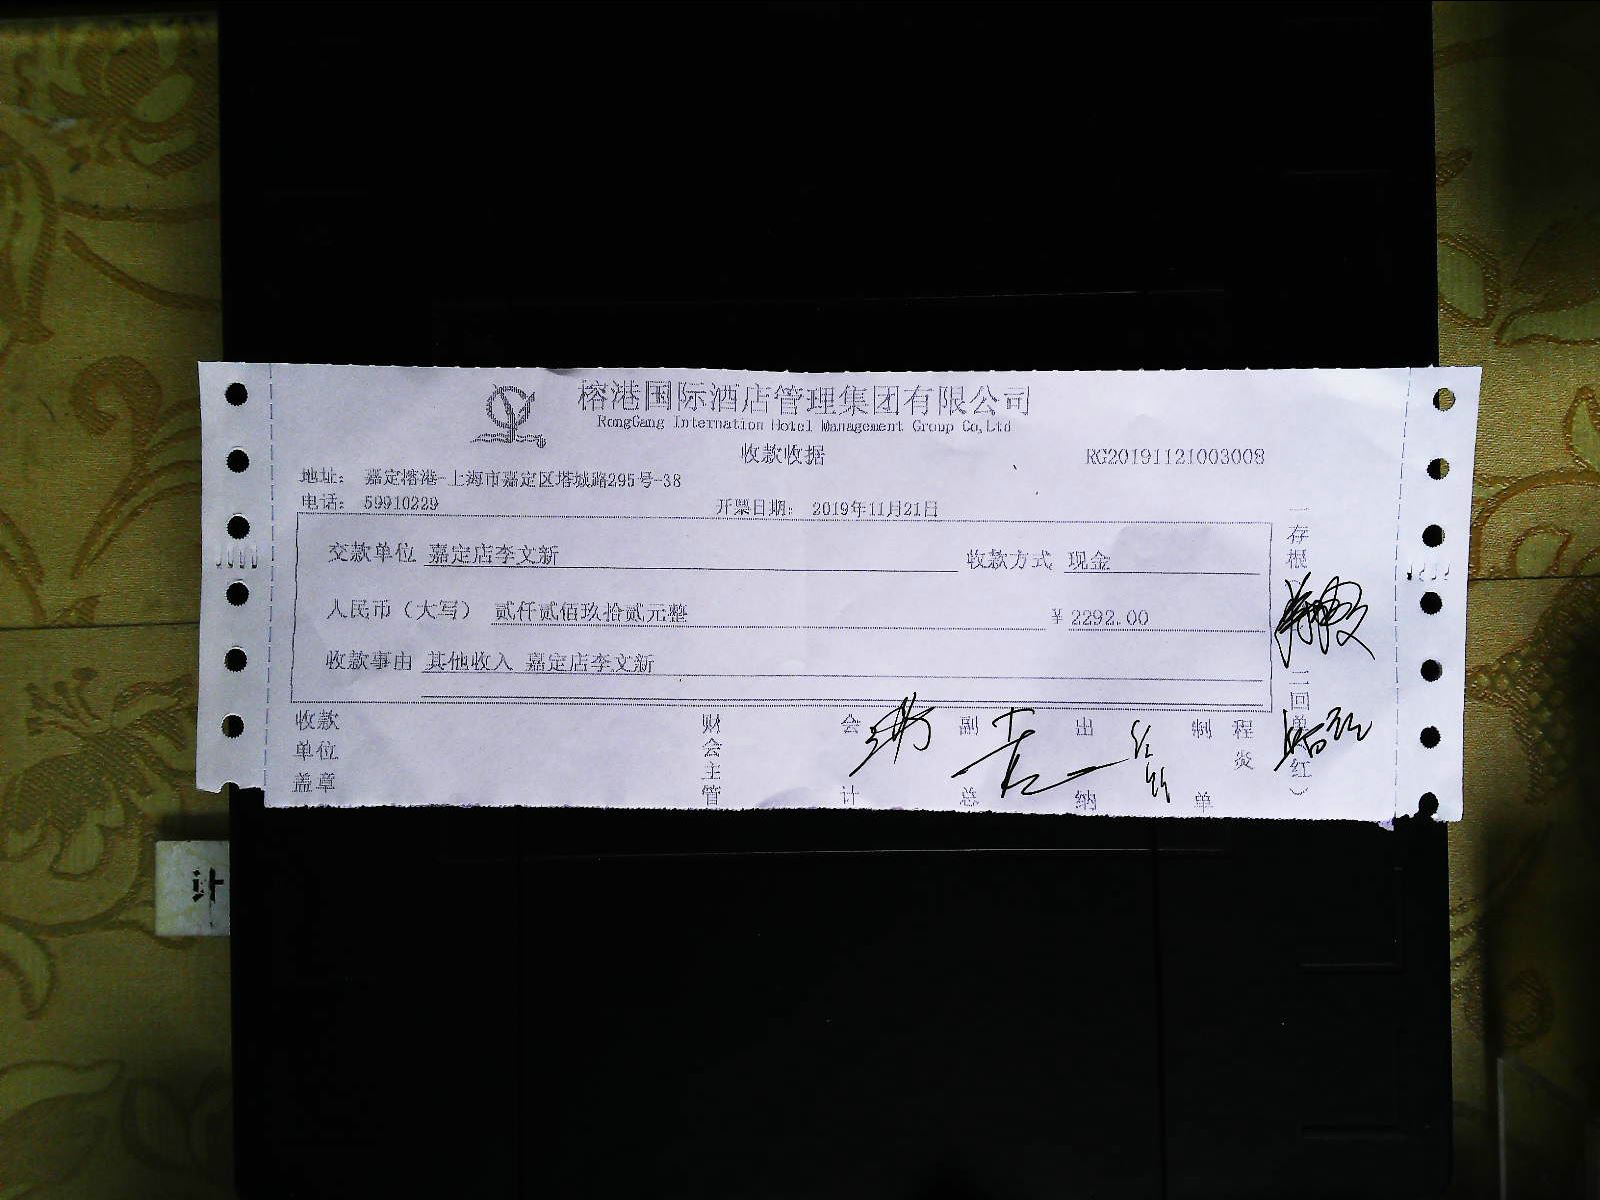 榕港国际酒店管理集团有限公司
RongGang Internation Hotel Management Group Co,Ltd
收款收据 RG20191121003008
地址: 嘉定榕港-上海市嘉定区塔城路295号-38
电话: 59910229 开票日期: 2019年11月21日
交款单位 嘉定店李文新 收款方式 现金
人民币（大写） 贰仟贰佰玖拾贰元整 ¥ 2292.00
收款事由 其他收入 嘉定店李文新
收款单位盖章 财会主管 会计 副总 出纳 制单 程炎
一存根 二回单 红）
计